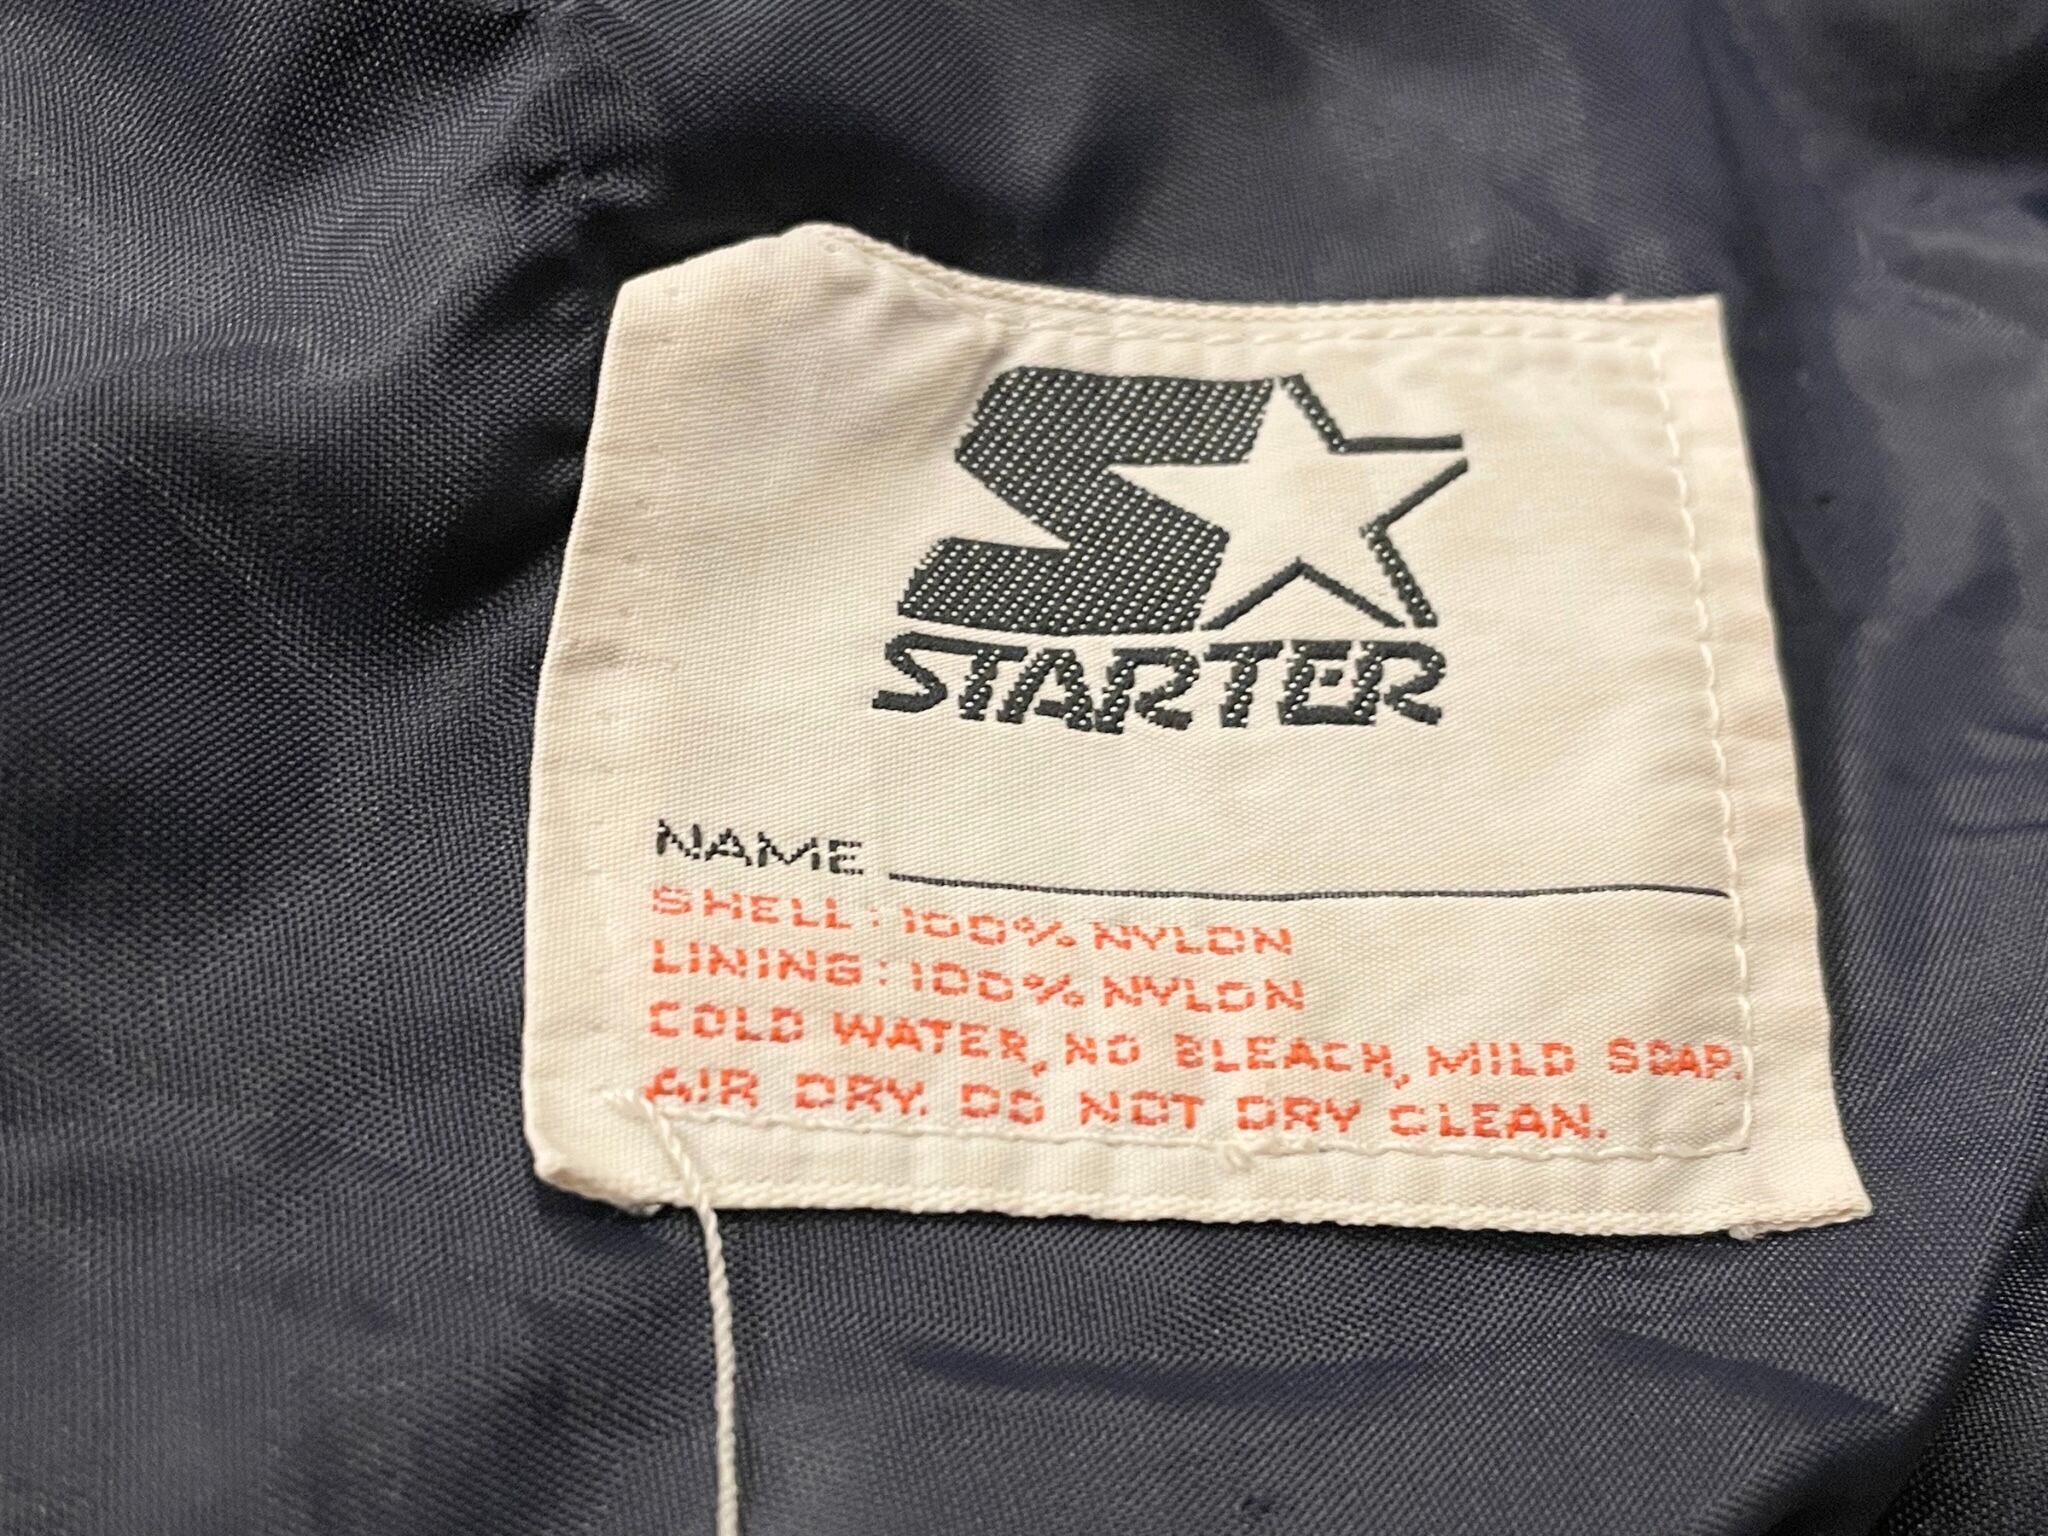 STARTER
NAME
SHELL: 100% NYLON
LINING: 100% NYLON
COLD WATER, NO BLEACH, MILD SOAP.
AIR DRY. DO NOT DRY CLEAN.